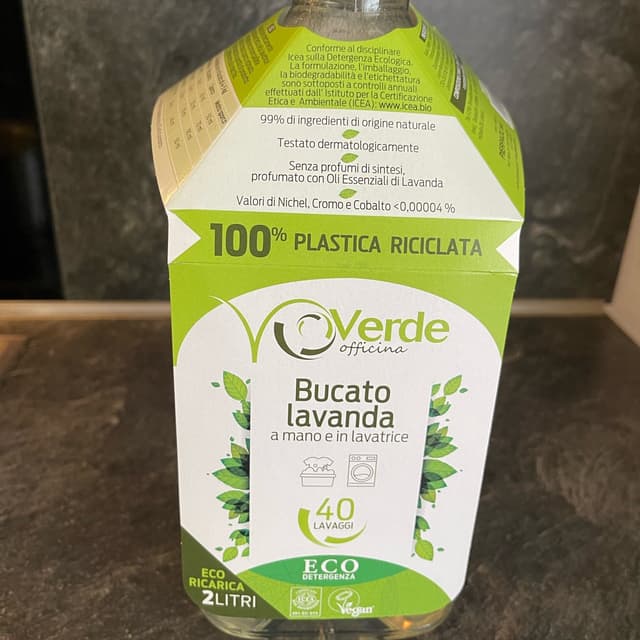 Conforme al disciplinare
Icea sulla Detergenza Ecologica.
La formulazione, l'imballaggio,
la biodegradabilità e l'etichettatura
sono sottoposti a controlli annuali
effettuati dall' Istituto per la Certificazione
Etica e Ambientale (ICEA): www.icea.bio
99% di ingredienti di origine naturale
Testato dermatologicamente
Senza profumi di sintesi,
profumato con Oli Essenziali di Lavanda
Valori di Nichel, Cromo e Cobalto <0,00004 %
100% PLASTICA RICICLATA
Verde
officina
Bucato
lavanda
a mano e in lavatrice
40
LAVAGGI
ECO
DETERGENZA
ECO
RICARICA
2LITRI
ICEA
Vegan